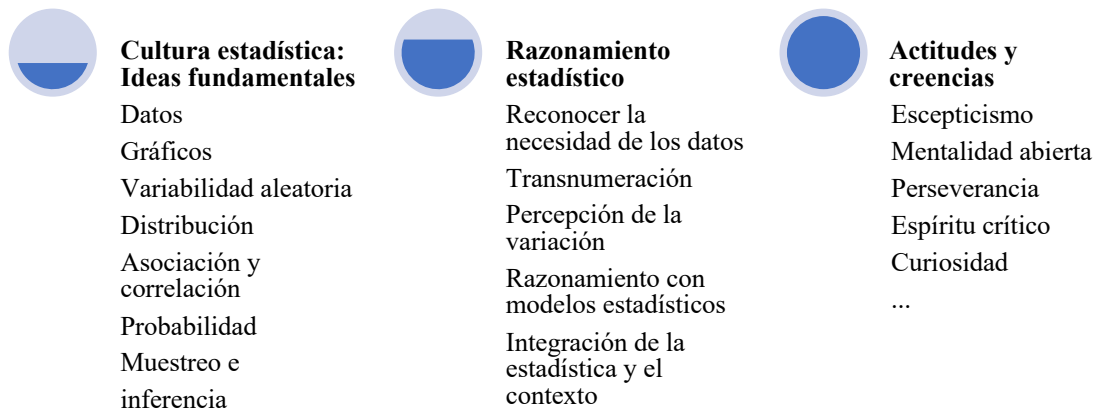 Cultura estadística:
Ideas fundamentales
Datos
Gráficos
Variabilidad aleatoria
Distribución
Asociación y
correlación
Probabilidad
Muestreo e
inferencia
Razonamiento
estadístico
Reconocer la
necesidad de los datos
Transnumeración
Percepción de la
variación
Razonamiento con
modelos estadísticos
Integración de la
estadística y el
contexto
Actitudes y
creencias
Escepticismo
Mentalidad abierta
Perseverancia
Espíritu crítico
Curiosidad
...